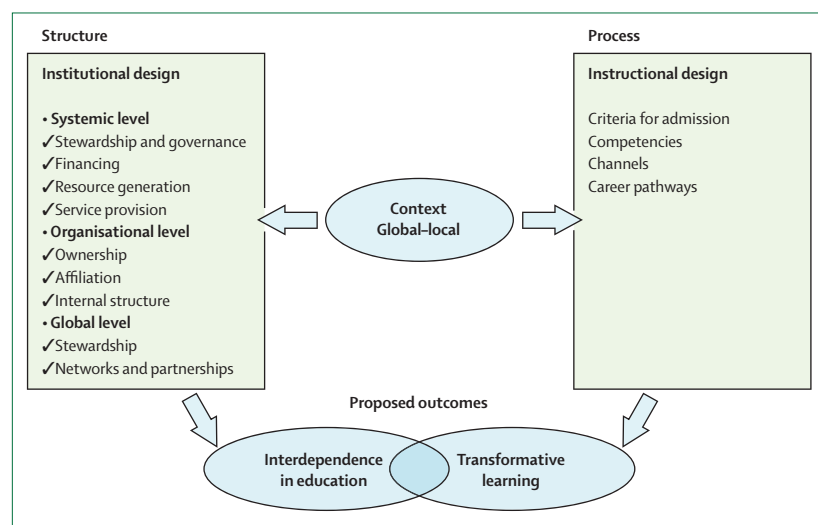 Structure
Institutional design
• Systemic level
✓Stewardship and governance
✓Financing
✓Resource generation
✓Service provision
• Organisational level
✓Ownership
✓Affiliation
✓Internal structure
• Global level
✓Stewardship
✓Networks and partnerships
Context
Global–local
Process
Instructional design
Criteria for admission
Competencies
Channels
Career pathways
Proposed outcomes
Interdependence
in education
Transformative
learning